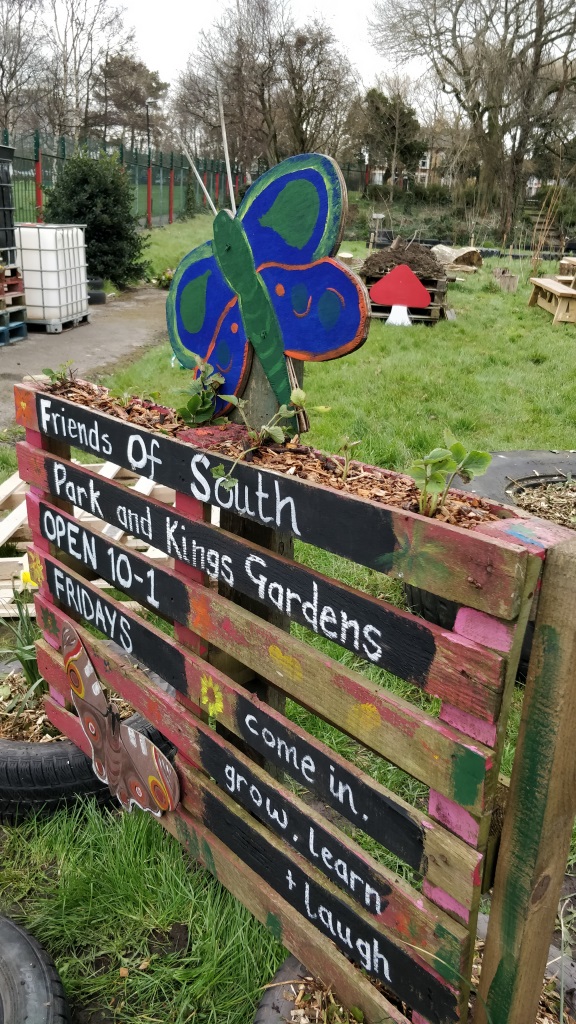 Friends Of South
Park and Kings Gardens
OPEN 10-1
FRIDAYS
come in.
grow, learn
+ laugh